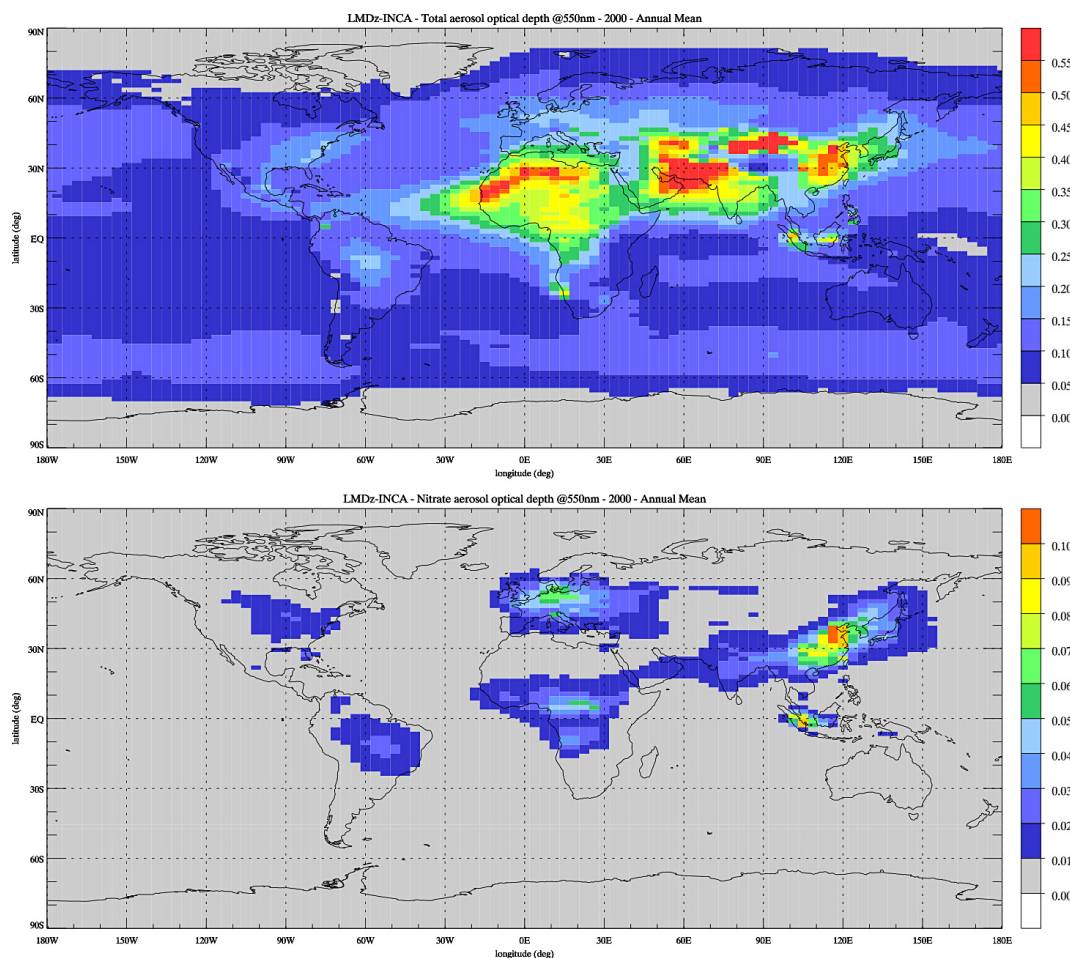 LMDz-INCA - Total aerosol optical depth @550nm - 2000 - Annual Mean
90N
60N
30N
EQ
30S
60S
90S
latitude (deg)
180W 150W 120W 90W 60W 30W 0E 30E 60E 90E 120E 150E 180E
longitude (deg)
0.55
0.50
0.45
0.40
0.35
0.30
0.25
0.20
0.15
0.10
0.05
0.00
LMDz-INCA - Nitrate aerosol optical depth @550nm - 2000 - Annual Mean
90N
60N
30N
EQ
30S
60S
90S
latitude (deg)
180W 150W 120W 90W 60W 30W 0E 30E 60E 90E 120E 150E 180E
longitude (deg)
0.10
0.09
0.08
0.07
0.06
0.05
0.04
0.03
0.02
0.01
0.00